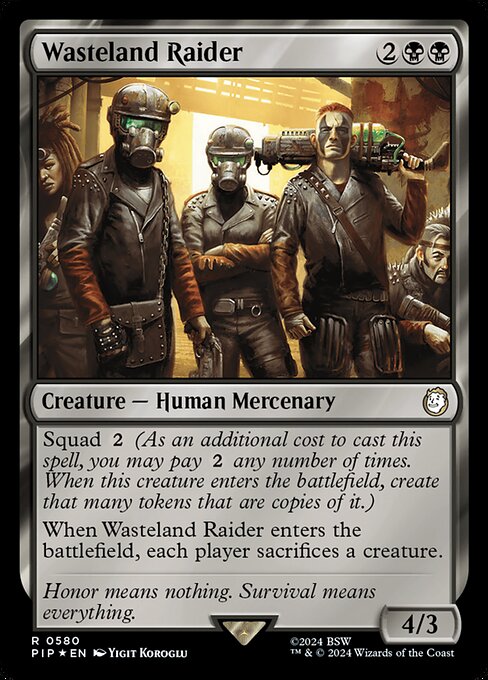 Wasteland Raider 2
Creature — Human Mercenary
Squad 2 (As an additional cost to cast this
spell, you may pay 2 any number of times.
When this creature enters the battlefield, create
that many tokens that are copies of it.)
When Wasteland Raider enters the
battlefield, each player sacrifices a creature.
Honor means nothing. Survival means
everything.
4/3
R 0580
PIP ★ EN Yigit Koroglu
©2024 BSW
™ & © 2024 Wizards of the Coast